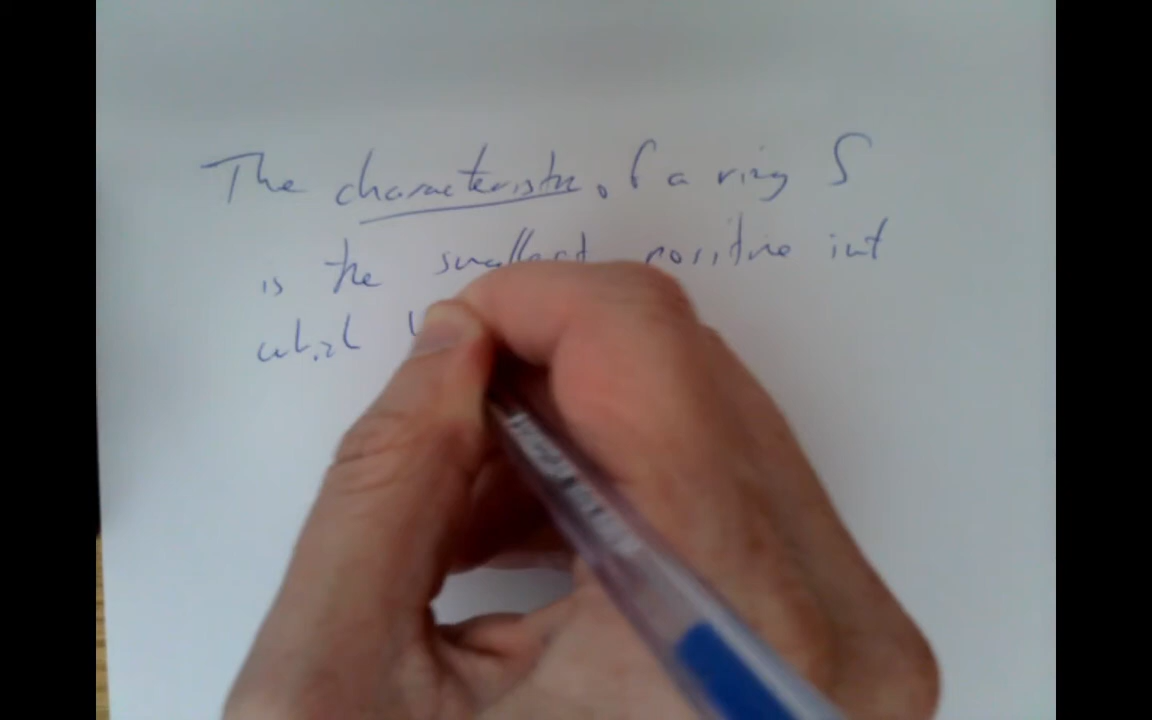 The characteristic of a ring S
is the smallest positive int
which